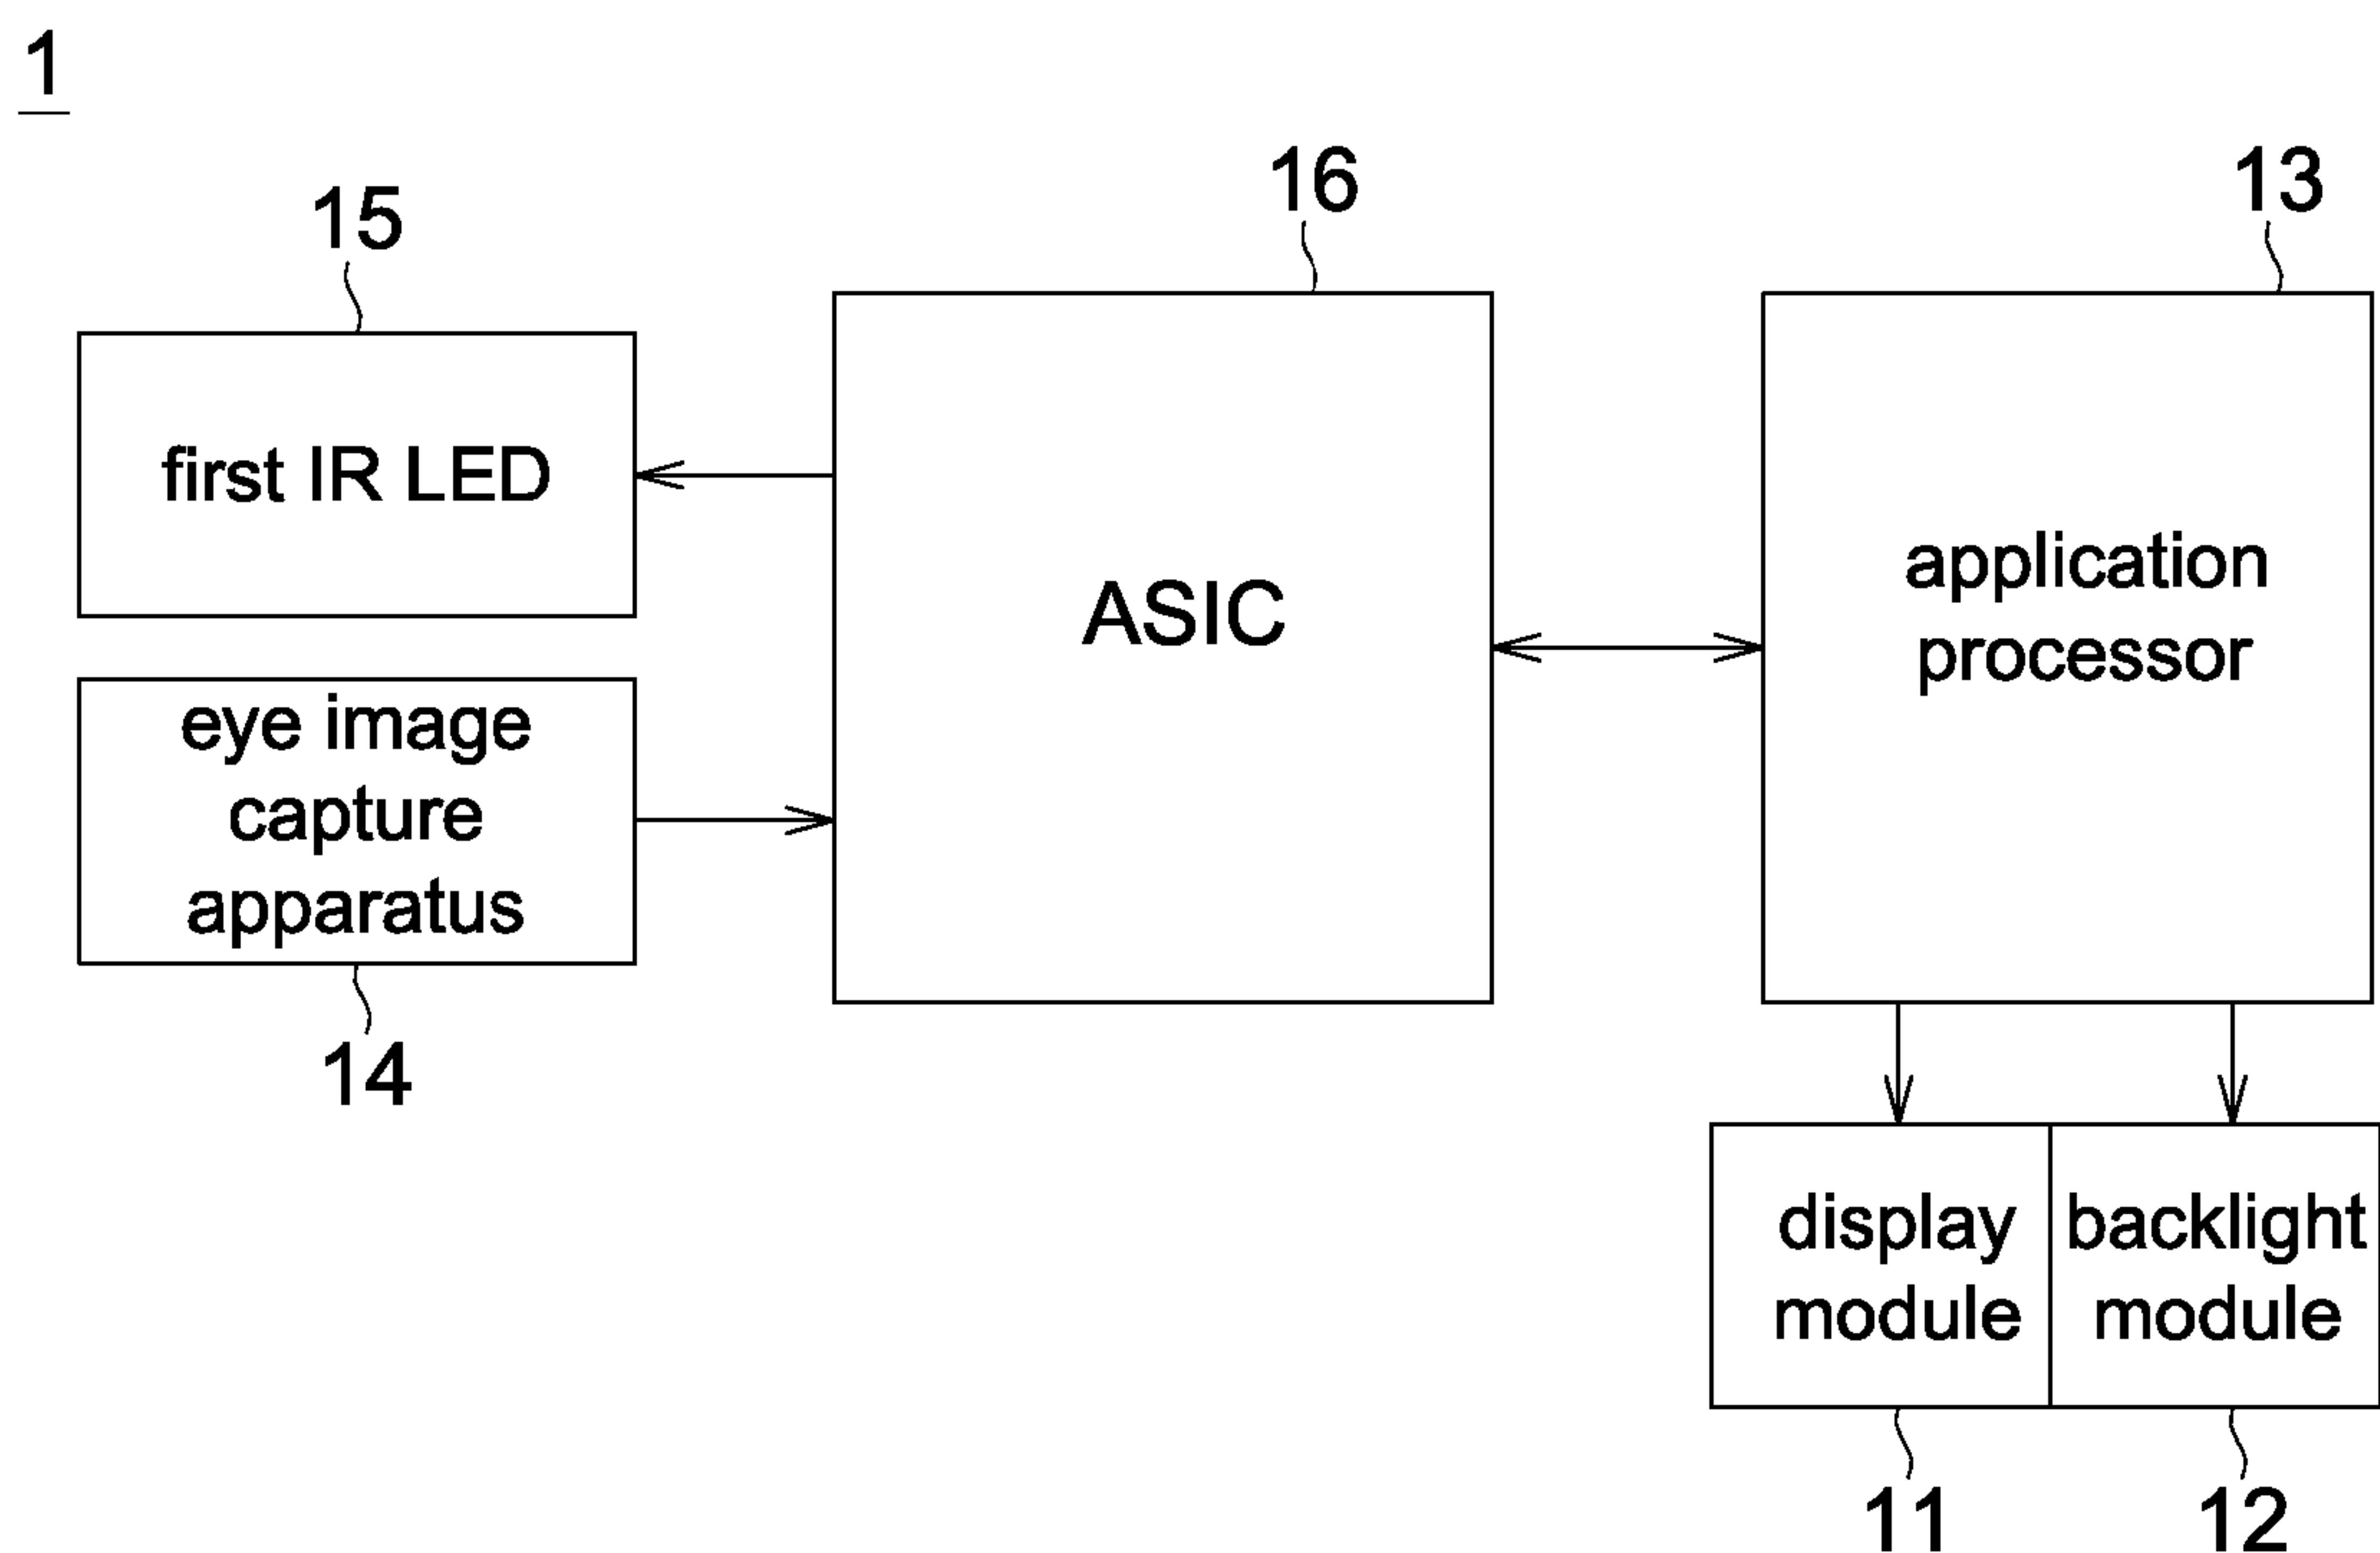 1
15
16
13
first IR LED
ASIC
application
processor
eye image
capture
apparatus
14
display
module
backlight
module
11
12